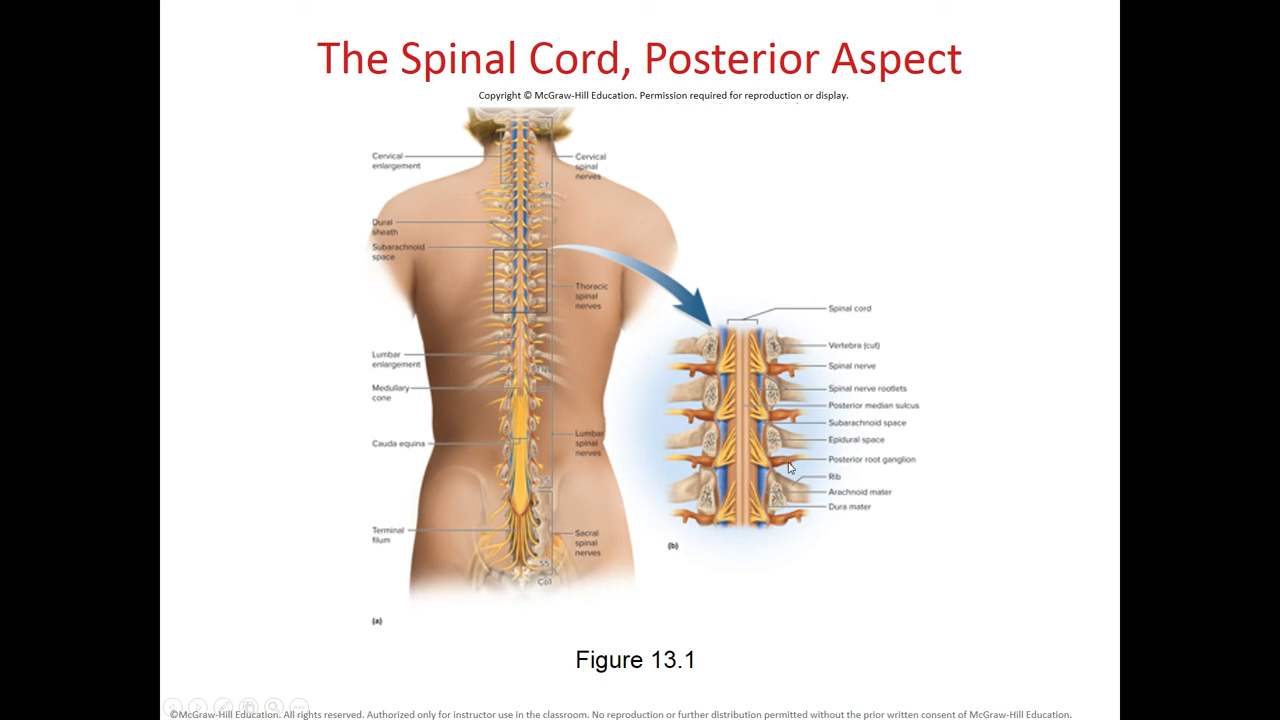 The Spinal Cord, Posterior Aspect
Copyright © McGraw-Hill Education. Permission required for reproduction or display.
Cervical
enlargement
Dural
sheath
Subarachnoid
space
Lumbar
enlargement
Medullary
cone
Cauda equina
Terminal
filum
Cervical
spinal
nerves
C7
Thoracic
spinal
nerves
Lumbar
spinal
nerves
Sacral
spinal
nerves
S5
Co1
(a)
Spinal cord
Vertebra (cut)
Spinal nerve
Spinal nerve rootlets
Posterior median sulcus
Subarachnoid space
Epidural space
Posterior root ganglion
Rib
Arachnoid mater
Dura mater
(b)
Figure 13.1
©McGraw-Hill Education. All rights reserved. Authorized only for instructor use in the classroom. No reproduction or further distribution permitted without the prior written consent of McGraw-Hill Education.